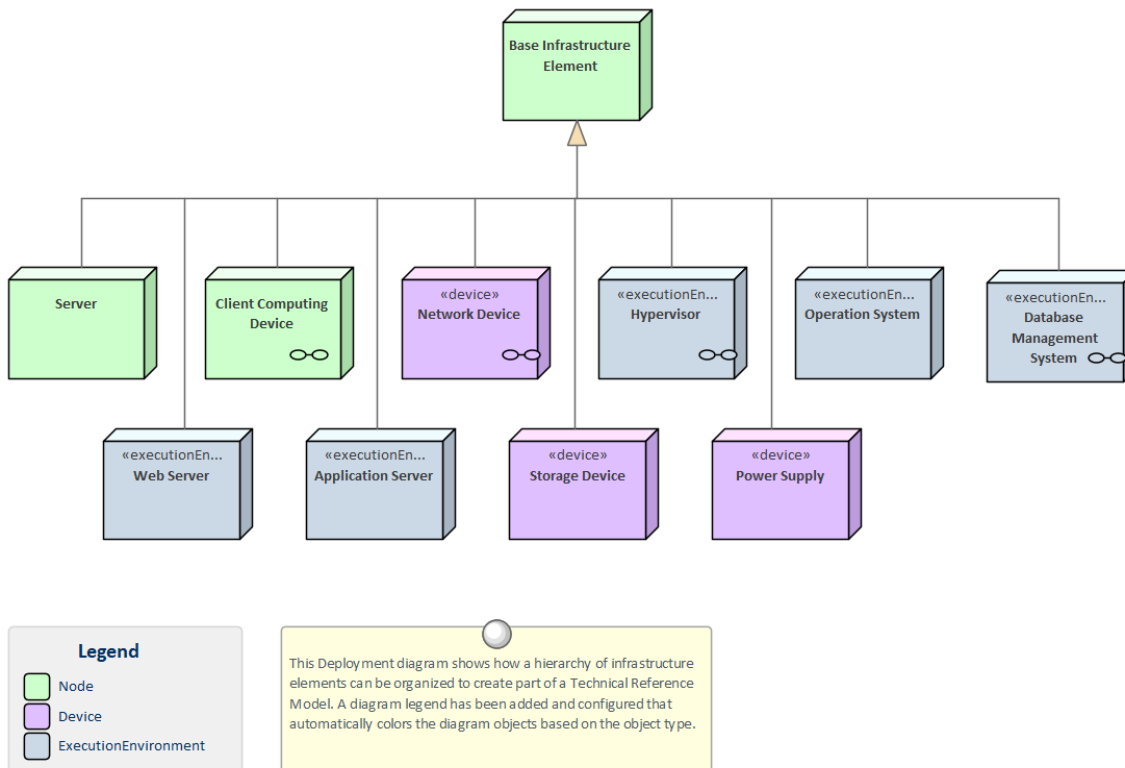 Base Infrastructure
Element
Server
Client Computing
Device
«device»
Network Device
«executionEn...
Hypervisor
«executionEn...
Operation System
«executionEn...
Database
Management
System
«executionEn...
Web Server
«executionEn...
Application Server
«device»
Storage Device
«device»
Power Supply
Legend
Node
Device
ExecutionEnvironment
This Deployment diagram shows how a hierarchy of infrastructure
elements can be organized to create part of a Technical Reference
Model. A diagram legend has been added and configured that
automatically colors the diagram objects based on the object type.